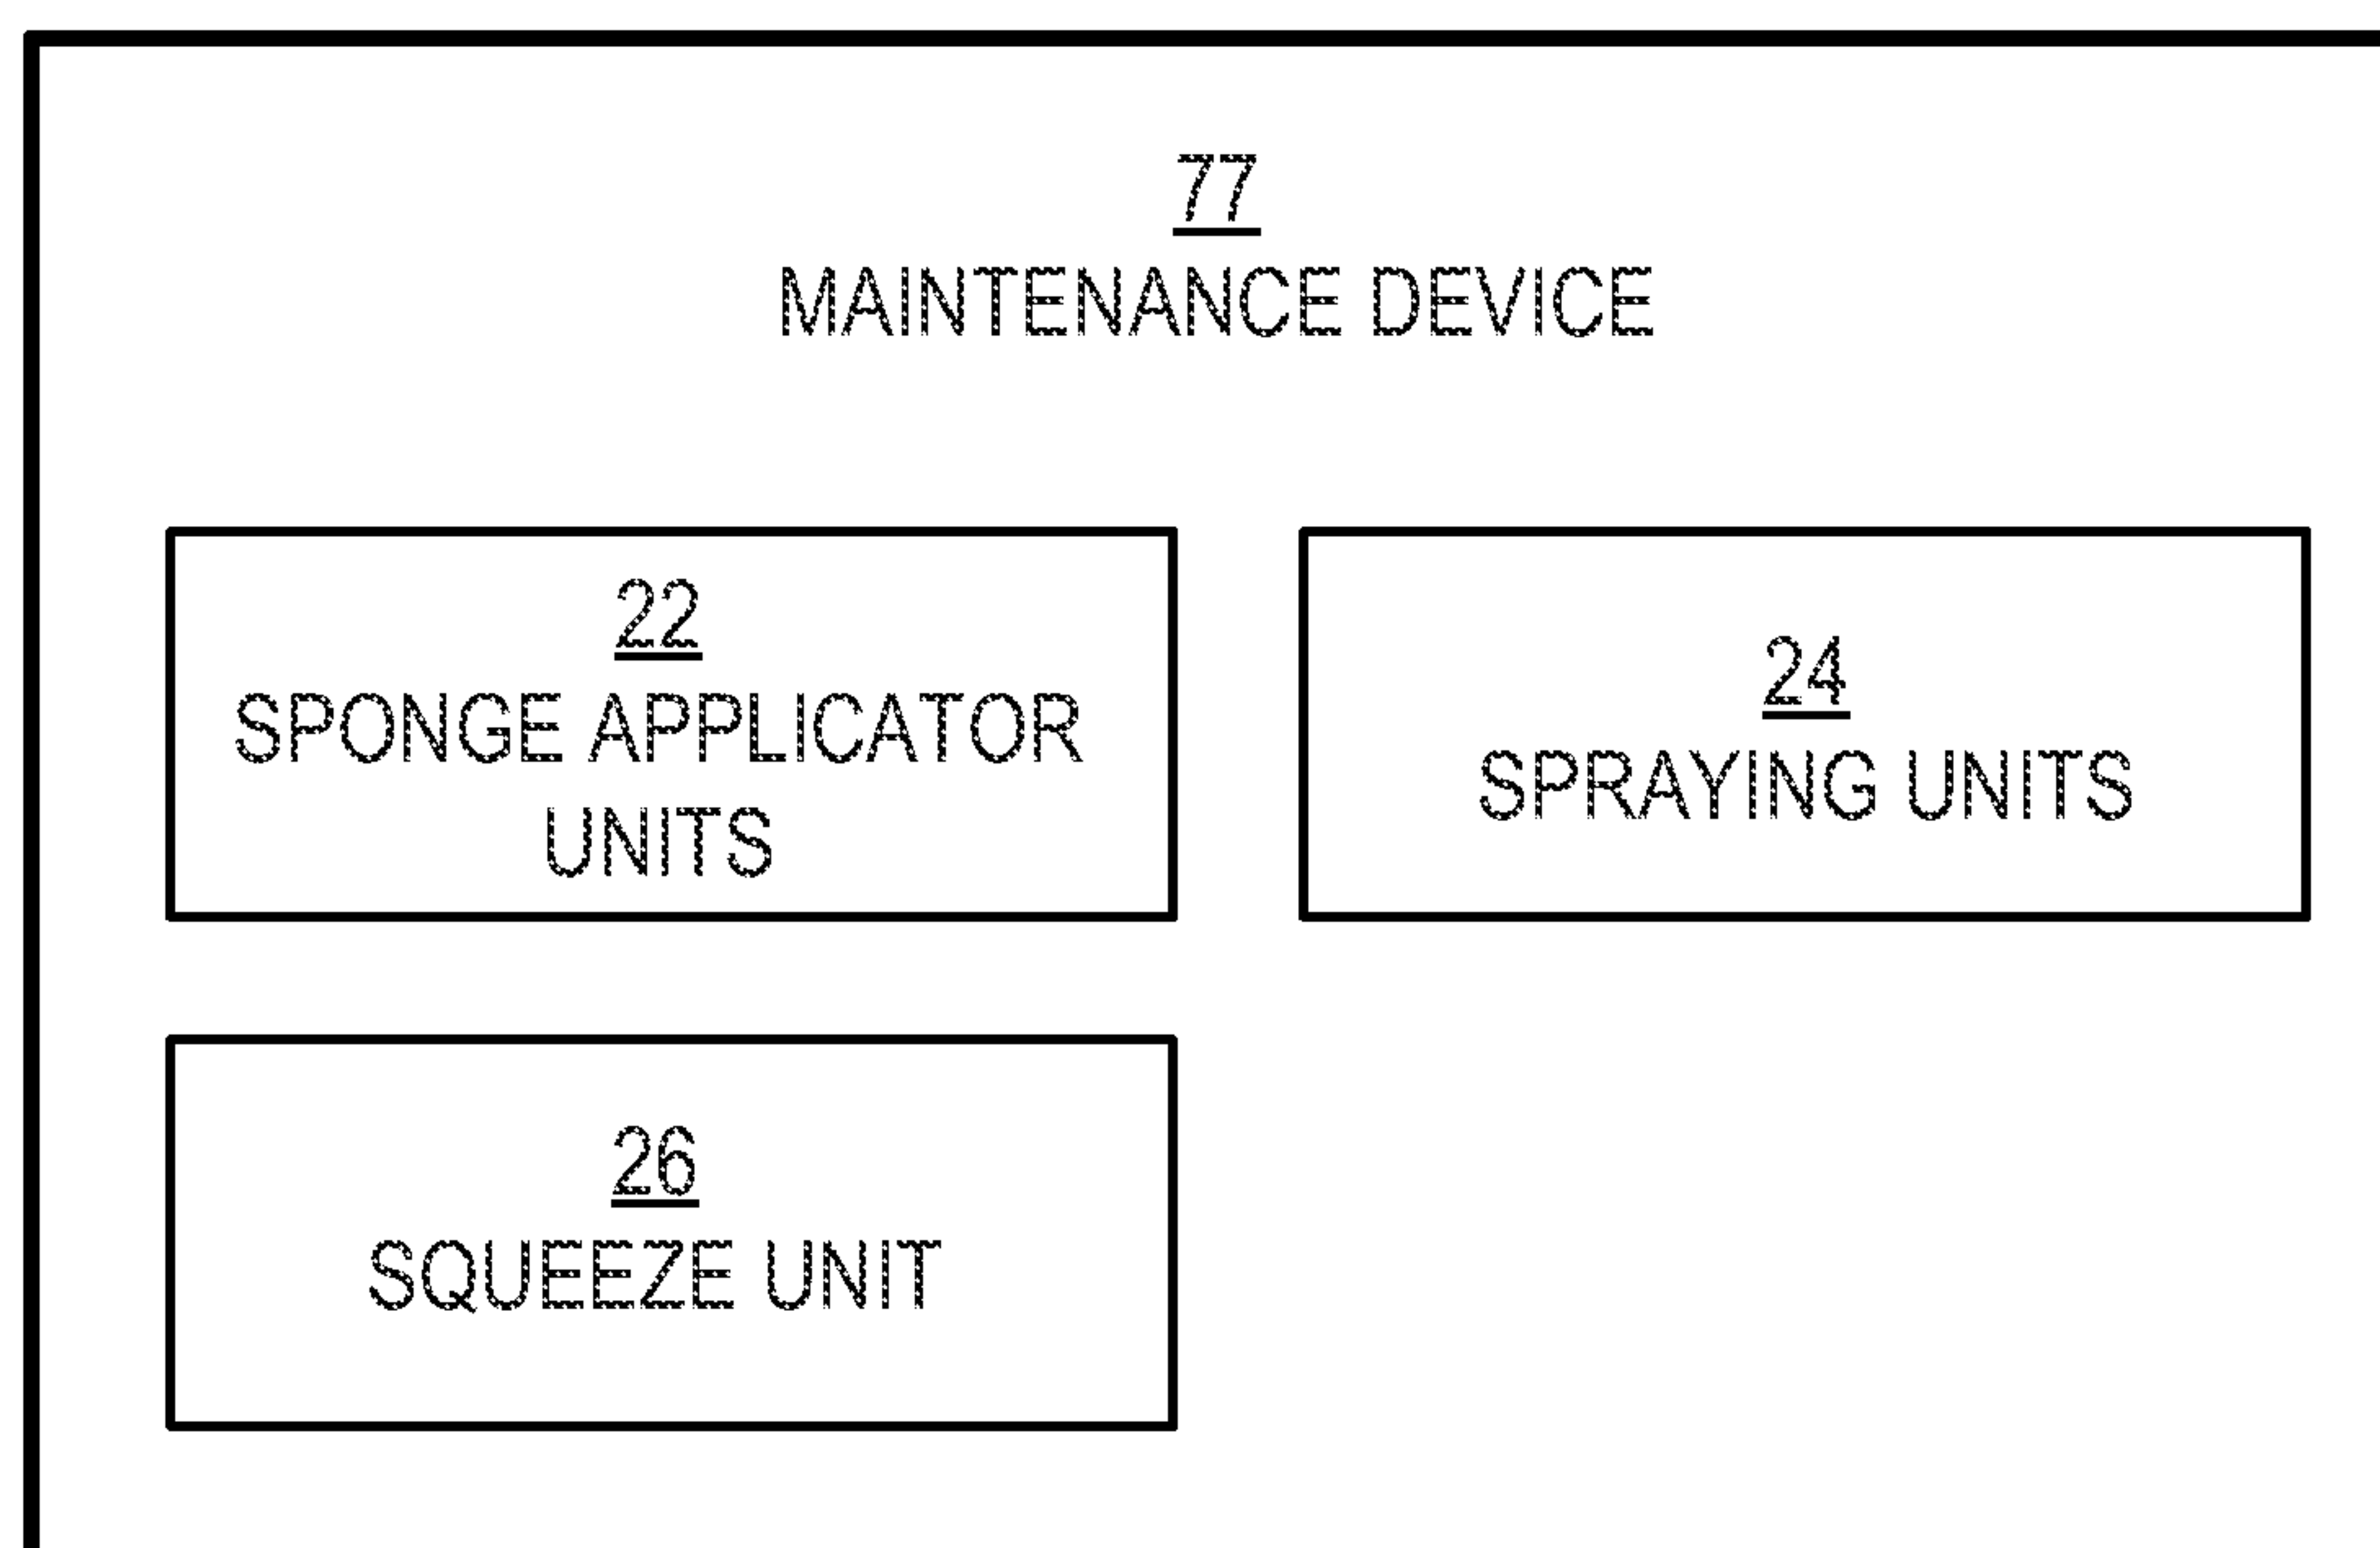 77
MAINTENANCE DEVICE
22
SPONGE APPLICATOR
UNITS
24
SPRAYING UNITS
26
SQUEEZE UNIT